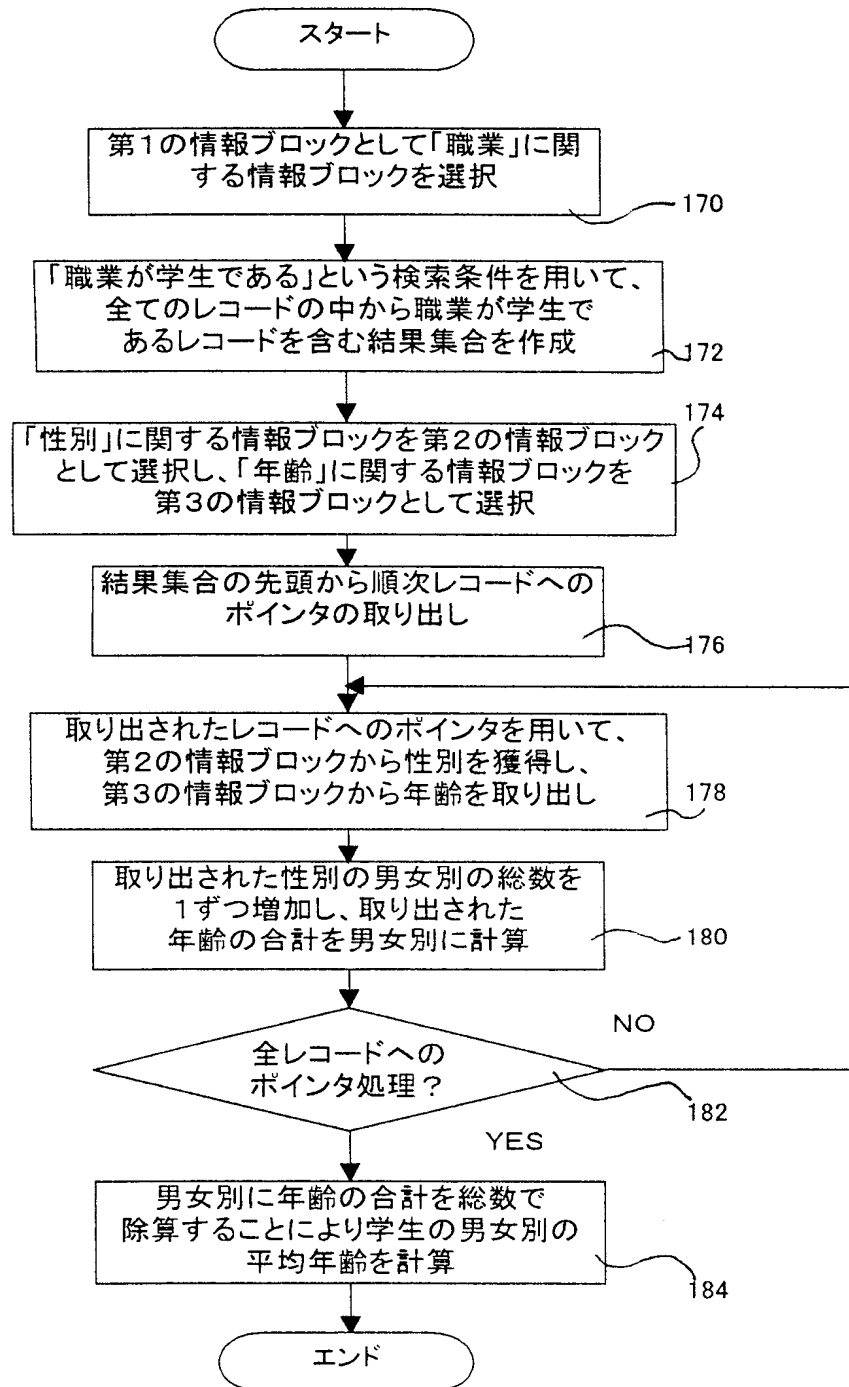 スタート
第1の情報ブロックとして「職業」に関
する情報ブロックを選択
170
「職業が学生である」という検索条件を用いて、
全てのレコードの中から職業が学生で
あるレコードを含む結果集合を作成
172
174
「性別」に関する情報ブロックを第2の情報ブロック
として選択し、「年齢」に関する情報ブロックを
第3の情報ブロックとして選択
結果集合の先頭から順次レコードへの
ポインタの取り出し
176
取り出されたレコードへのポインタを用いて、
第2の情報ブロックから性別を獲得し、
第3の情報ブロックから年齢を取り出し
178
取り出された性別の男女別の総数を
1ずつ増加し、取り出された
年齢の合計を男女別に計算
180
NO
全レコードへの
ポインタ処理?
182
YES
男女別に年齢の合計を総数で
除算することにより学生の男女別の
平均年齢を計算
184
エンド